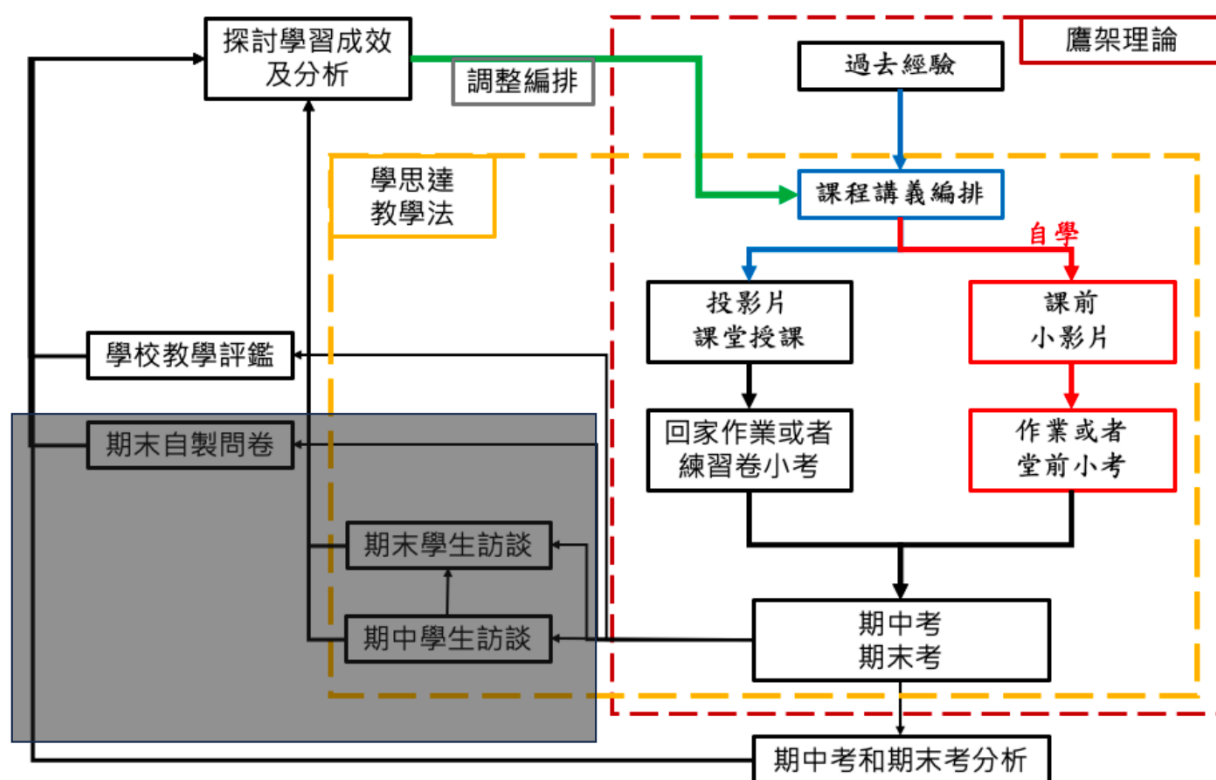 探討學習成效
及分析
調整編排
過去經驗
鷹架理論
學思達
教學法
課程講義編排
自學
投影片
課堂授課
課前
小影片
學校教學評鑑
期末自製問卷
回家作業或者
練習卷小考
作業或者
堂前小考
期末學生訪談
期中學生訪談
期中考
期末考
期中考和期末考分析